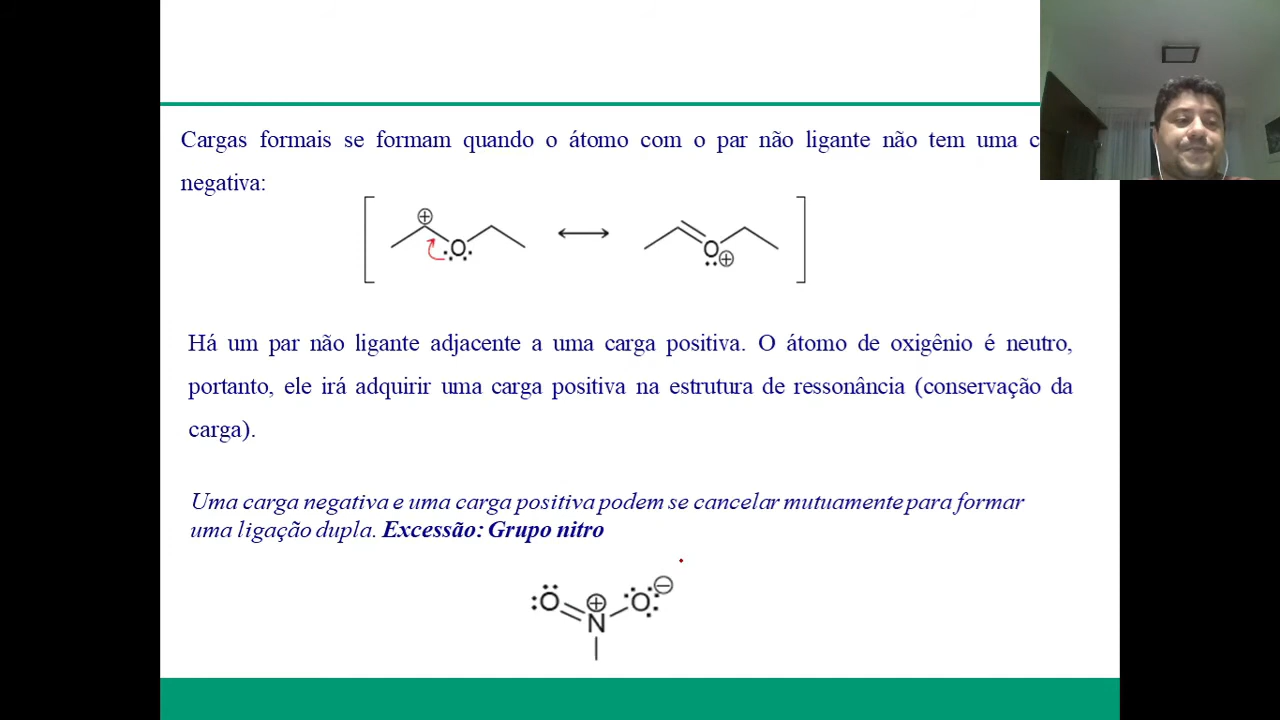 Cargas formais se formam quando o átomo com o par não ligante não tem uma
negativa:
⊕
O
O
⊕
Há um par não ligante adjacente a uma carga positiva. O átomo de oxigênio é neutro,
portanto, ele irá adquirir uma carga positiva na estrutura de ressonância (conservação da
carga).
Uma carga negativa e uma carga positiva podem se cancelar mutuamente para formar
uma ligação dupla. Excessão: Grupo nitro
:O ⊕ O ⊖
N